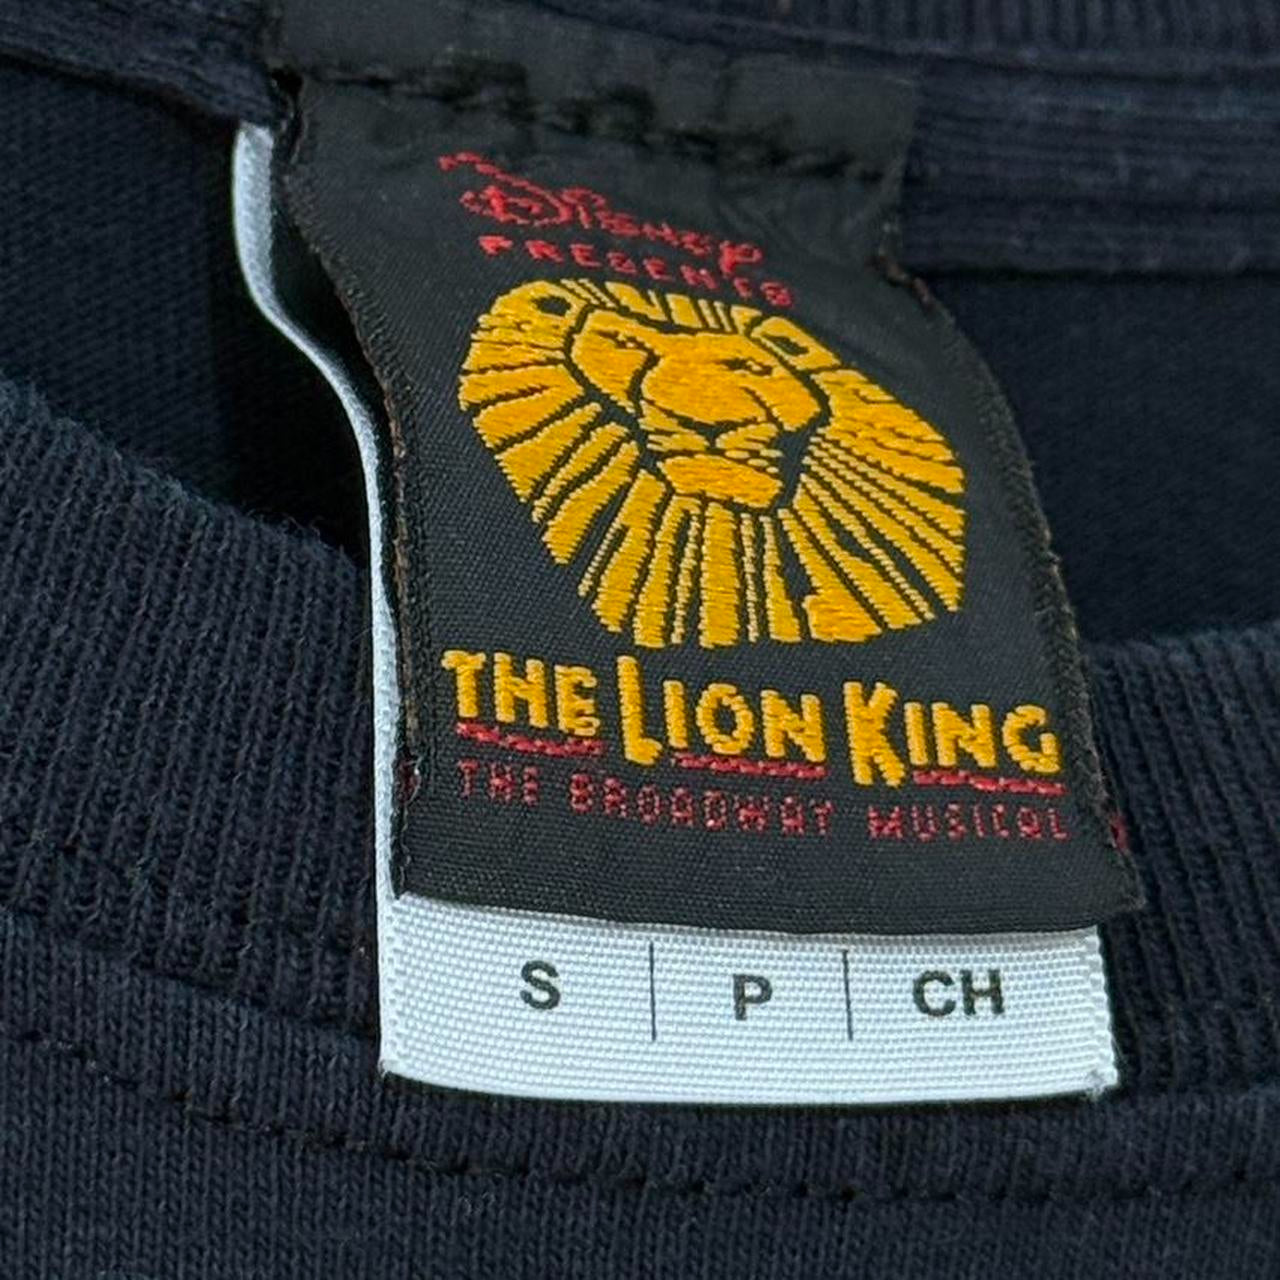 Disney
PRESENTS
THE LION KING
THE BROADWAY MUSICAL
S | P | CH